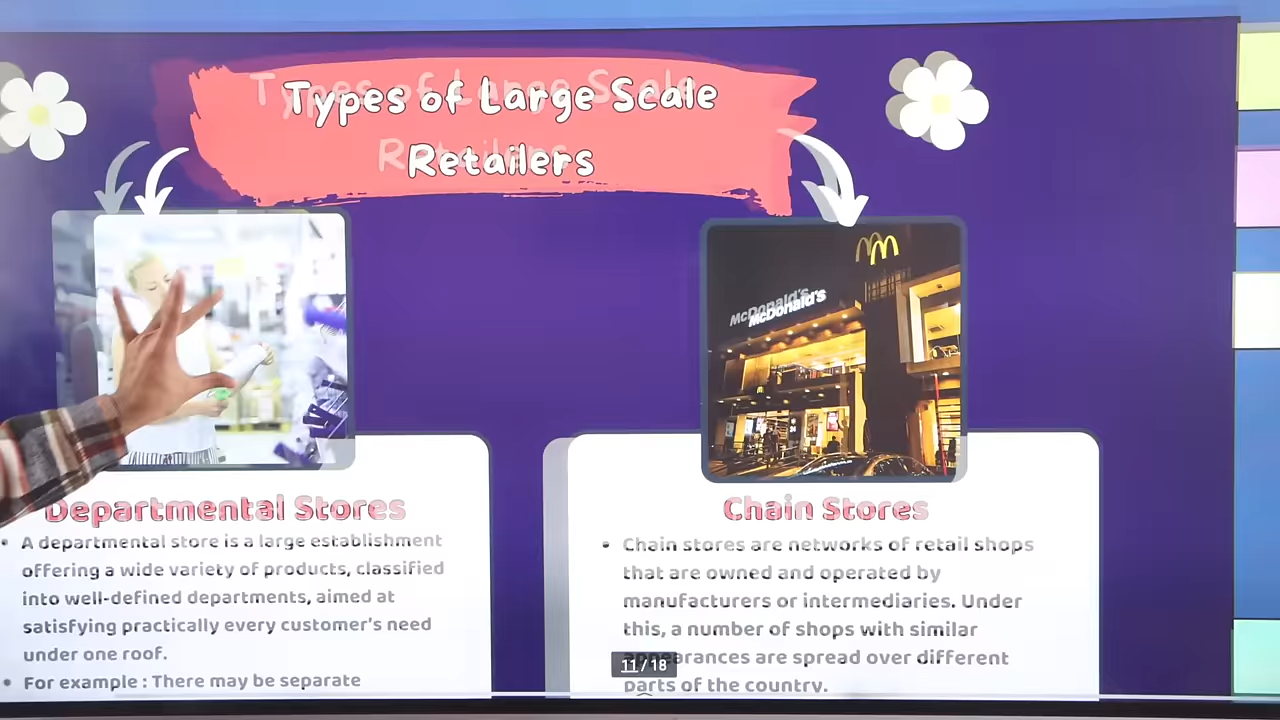 Types of Large Scale
Retailers
McDonald's
Departmental Stores
• A departmental store is a large establishment
offering a wide variety of products, classified
into well-defined departments, aimed at
satisfying practically every customer's need
under one roof.
• For example : There may be separate
Chain Stores
• Chain stores are networks of retail shops
that are owned and operated by
manufacturers or intermediaries. Under
this, a number of shops with similar
appearances are spread over different
parts of the country.
11 / 18